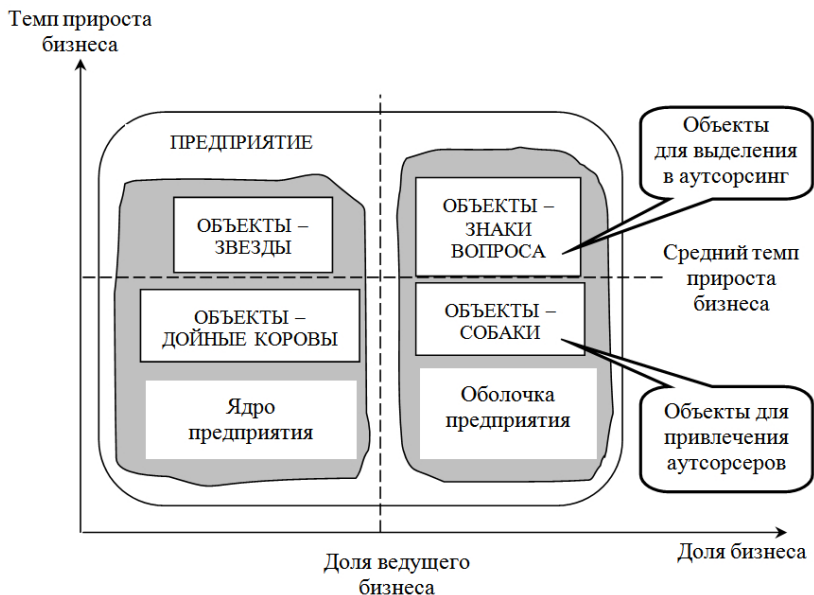 Темп прироста
бизнеса
ПРЕДПРИЯТИЕ
ОБЪЕКТЫ –
ЗВЕЗДЫ
ОБЪЕКТЫ –
ДОЙНЫЕ КОРОВЫ
Ядро
предприятия
ОБЪЕКТЫ –
ЗНАКИ
ВОПРОСА
ОБЪЕКТЫ –
СОБАКИ
Оболочка
предприятия
Объекты
для выделения
в аутсорсинг
Средний темп
прироста
бизнеса
Объекты для
привлечения
аутсорсеров
Доля ведущего
бизнеса
Доля бизнеса